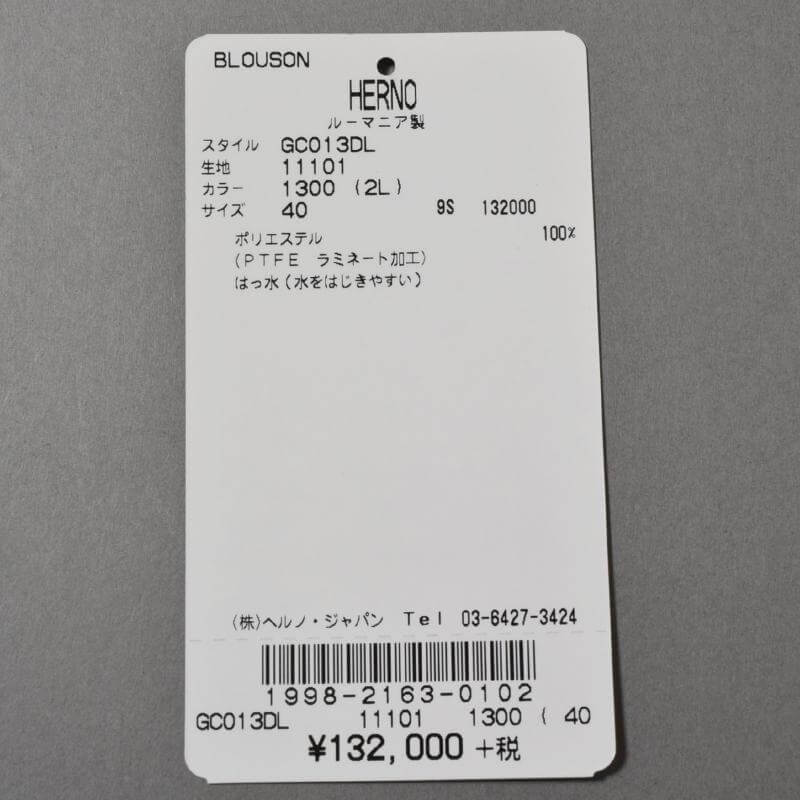 BLOUSON
HERNO
ルーマニア製
スタイル GC013DL
生地 11101
カラー 1300 (2L)
サイズ 40 9S 132000
ポリエステル 100%
(PTFE ラミネート加工)
はっ水(水をはじきやすい)
(株)ヘルノ・ジャパン Tel 03-6427-3424
1998-2163-0102
GC013DL 11101 1300 ( 40
¥132,000 +税